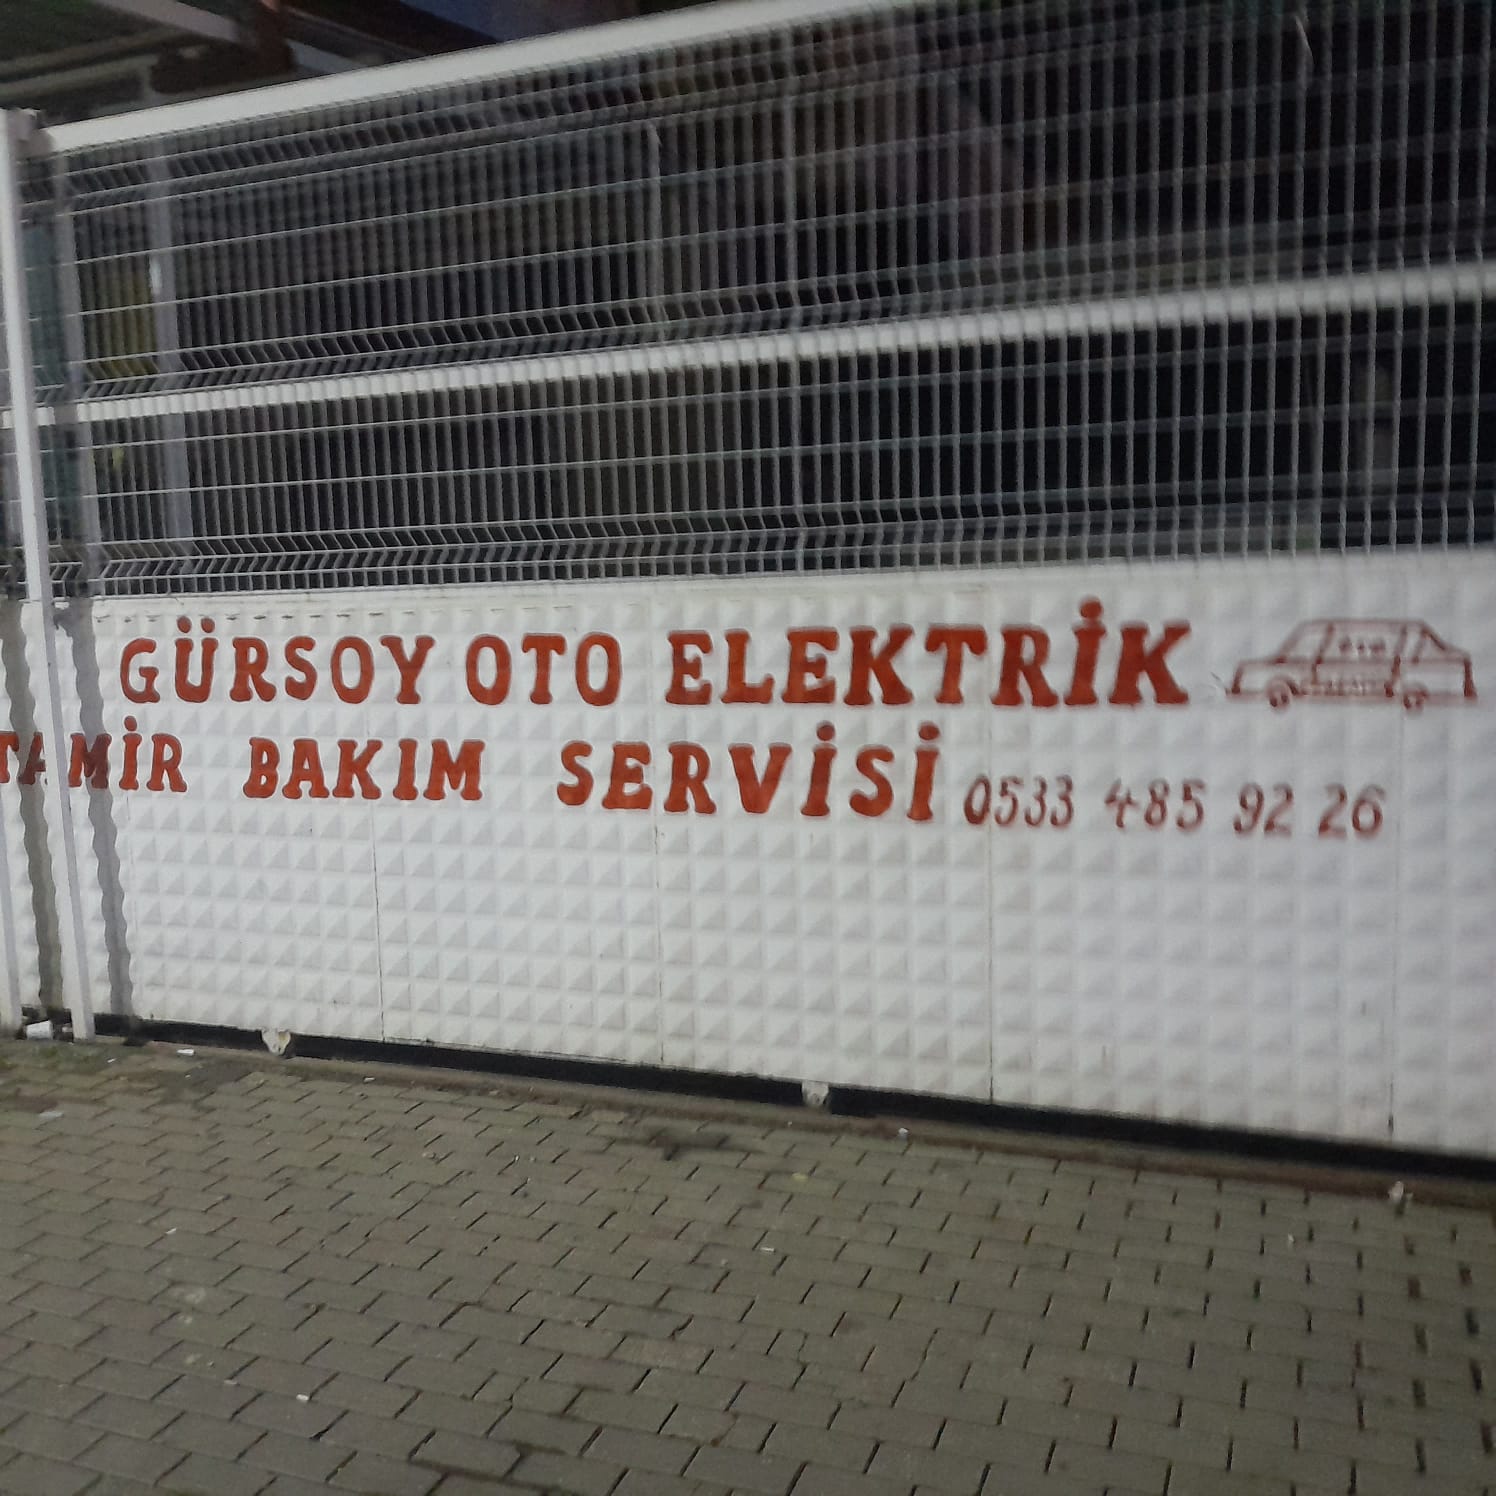 GÜRSOY OTO ELEKTRİK
TAMİR BAKIM SERVİSİ 0533 485 92 26